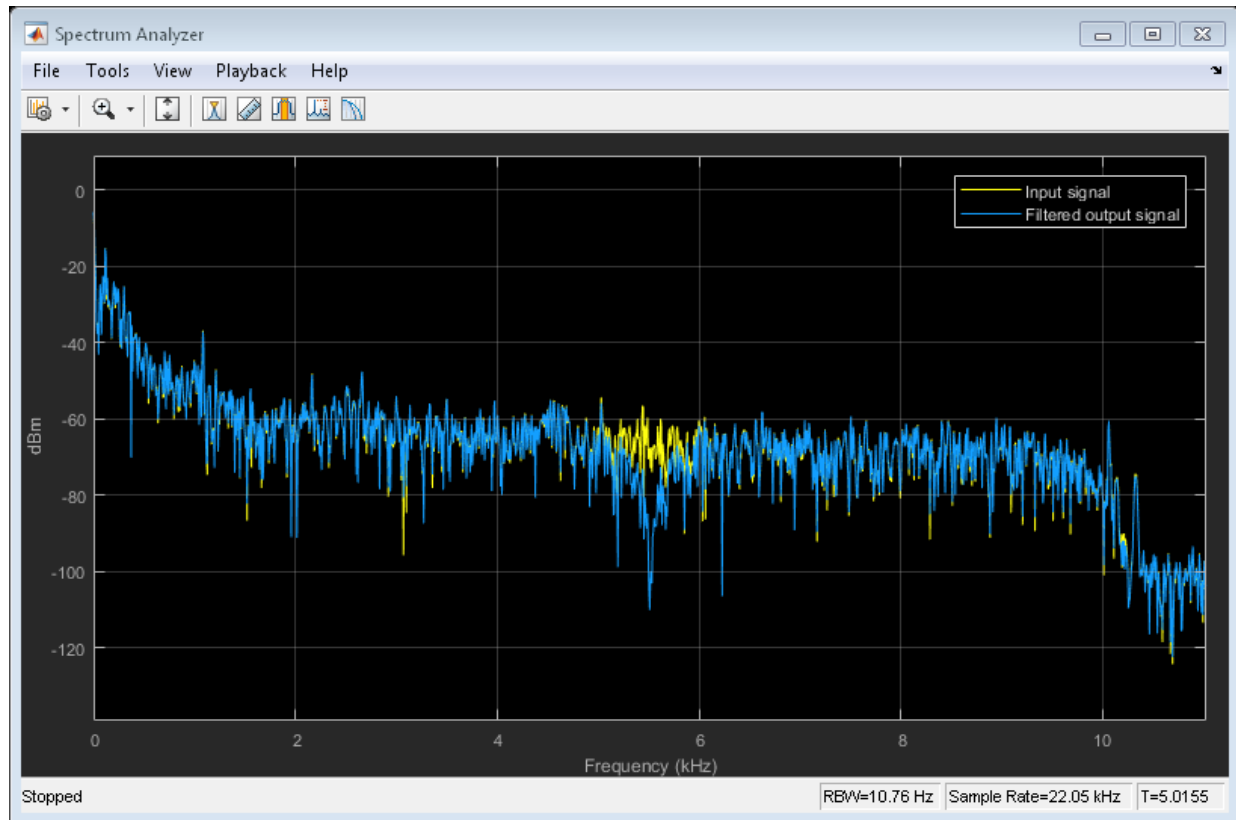 Spectrum Analyzer
File Tools View Playback Help
Input signal
Filtered output signal
0
-20
-40
-60
-80
-100
-120
dBm
0 2 4 6 8 10
Frequency (kHz)
Stopped RBW=10.76 Hz Sample Rate=22.05 kHz T=5.0155